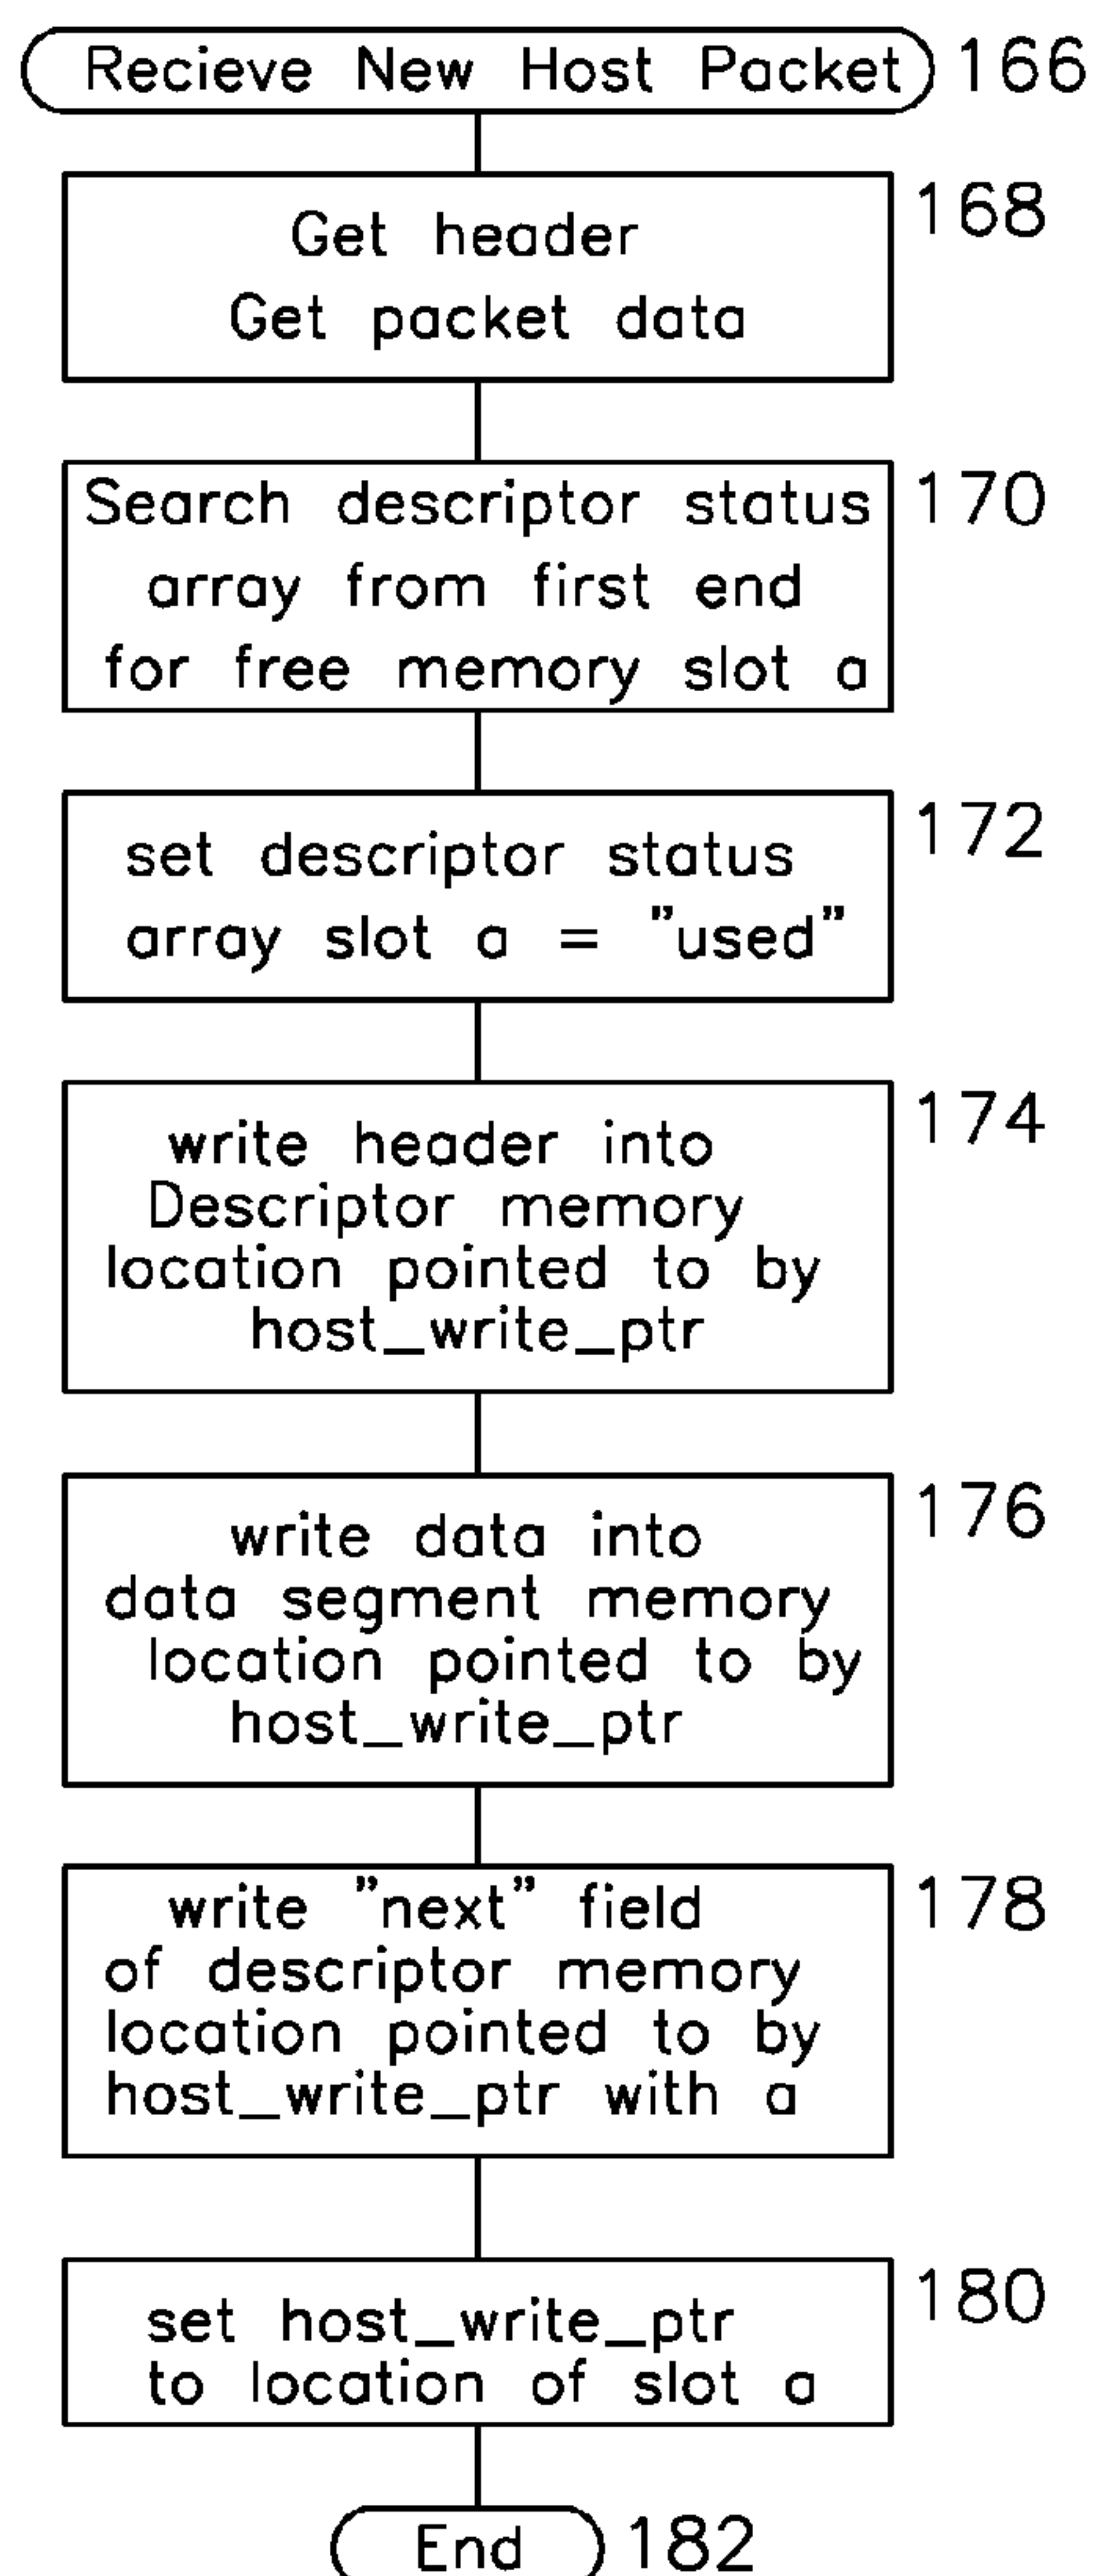 Recieve New Host Packet 166
168
Get header
Get packet data
170
Search descriptor status
array from first end
for free memory slot a
172
set descriptor status
array slot a = "used"
174
write header into
Descriptor memory
location pointed to by
host_write_ptr
176
write data into
data segment memory
location pointed to by
host_write_ptr
178
write "next" field
of descriptor memory
location pointed to by
host_write_ptr with a
180
set host_write_ptr
to location of slot a
End 182